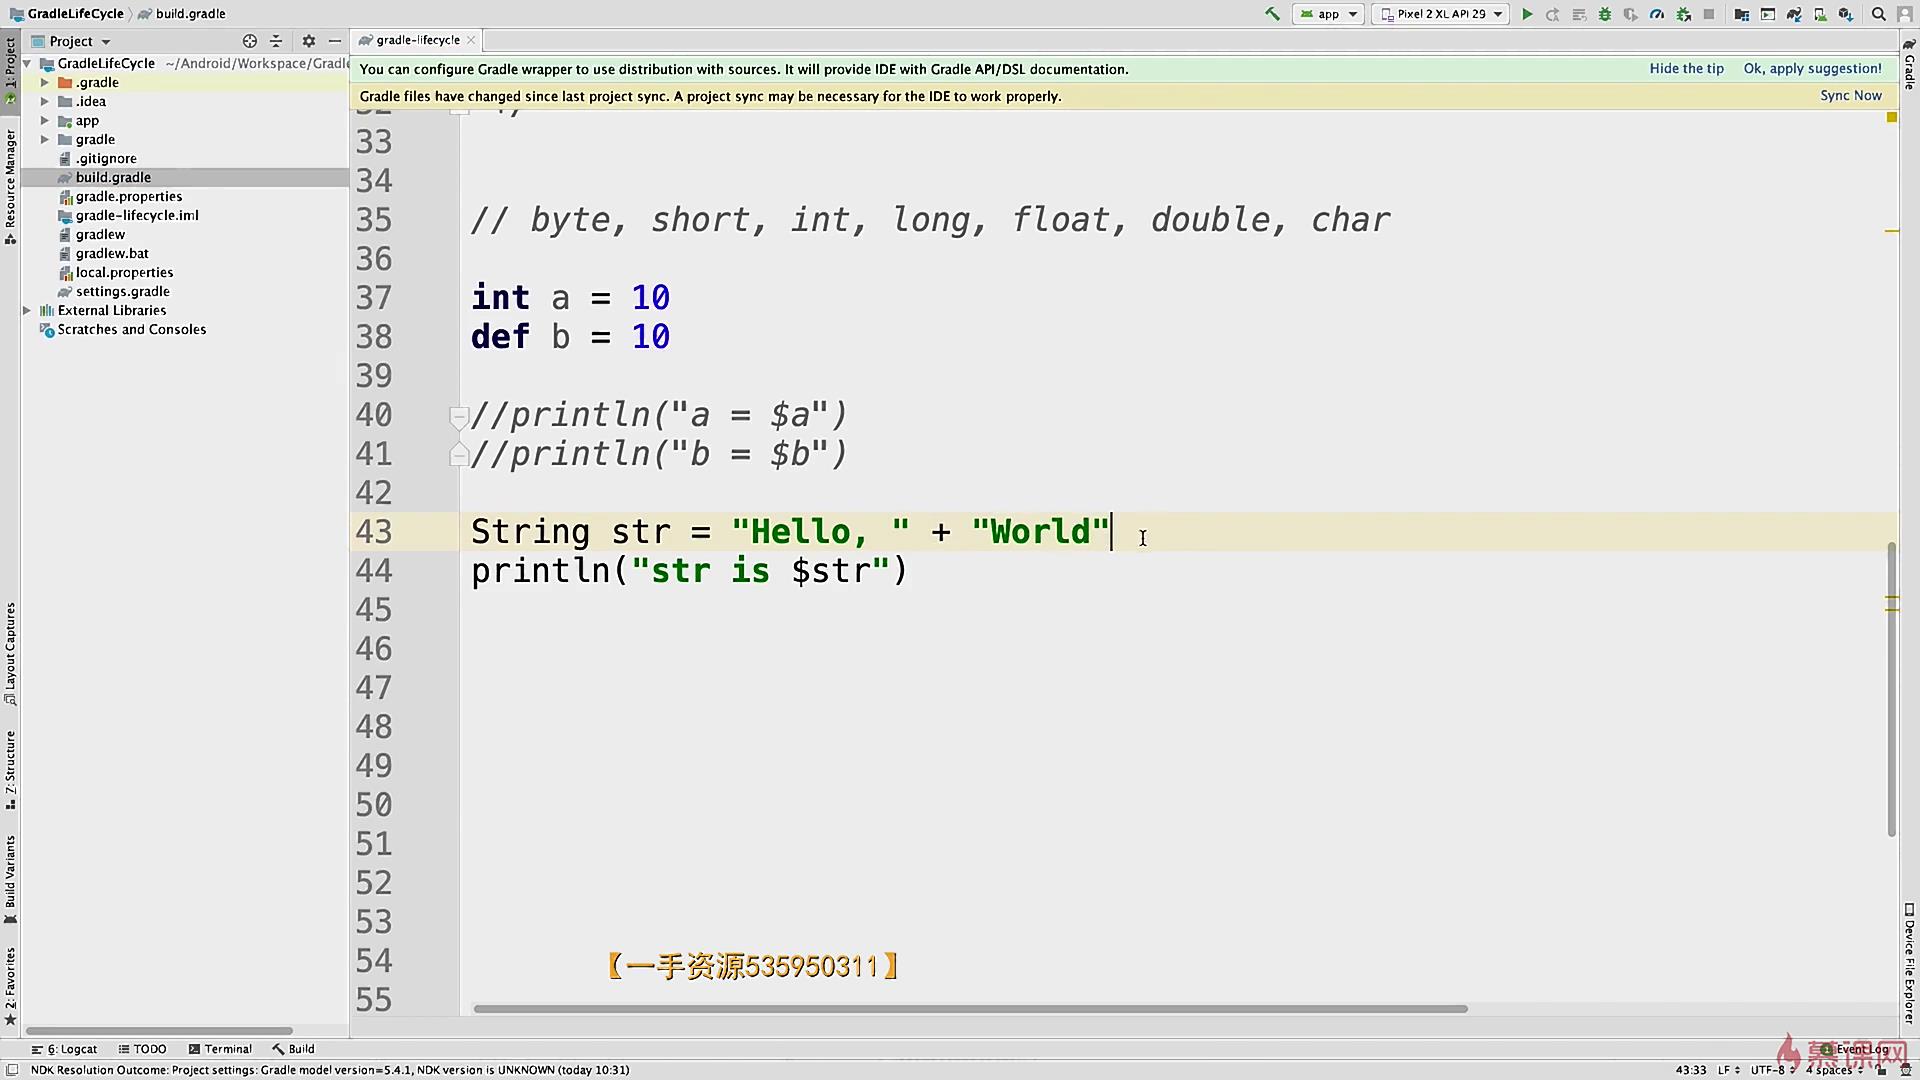 GradleLifeCycle build.gradle
app Pixel 2 XL API 29
Project
gradle-lifecycle
1: Project
Resource Manager
Layout Captures
7: Structure
Build Variants
2: Favorites
GradleLifeCycle ~/Android/Workspace/Gradle
.gradle
.idea
app
gradle
.gitignore
build.gradle
gradle.properties
gradle-lifecycle.iml
gradlew
gradlew.bat
local.properties
settings.gradle
External Libraries
Scratches and Consoles
You can configure Gradle wrapper to use distribution with sources. It will provide IDE with Gradle API/DSL documentation. Hide the tip Ok, apply suggestion!
Gradle files have changed since last project sync. A project sync may be necessary for the IDE to work properly. Sync Now
33
34
35 // byte, short, int, long, float, double, char
36
37 int a = 10
38 def b = 10
39
40 //println("a = $a")
41 //println("b = $b")
42
43 String str = "Hello, " + "World"
44 println("str is $str")
45
46
47
48
49
50
51
52
53
54
55
【一手资源535950311】
Gradle
Device File Explorer
6: Logcat TODO Terminal Build Event Log
慕课网
NDK Resolution Outcome: Project settings: Gradle model version=5.4.1, NDK version is UNKNOWN (today 10:31) 43:33 LF UTF-8 4 spaces